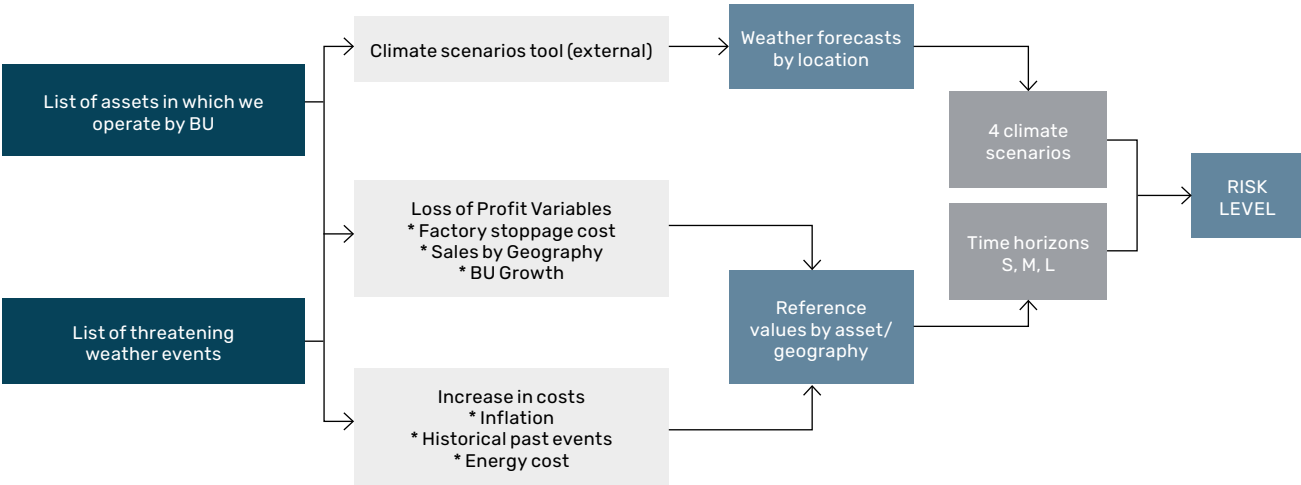 List of assets in which we
operate by BU
List of threatening
weather events
Climate scenarios tool (external)
Loss of Profit Variables
* Factory stoppage cost
* Sales by Geography
* BU Growth
Increase in costs
* Inflation
* Historical past events
* Energy cost
Weather forecasts
by location
Reference
values by asset/
geography
4 climate
scenarios
Time horizons
S, M, L
RISK
LEVEL